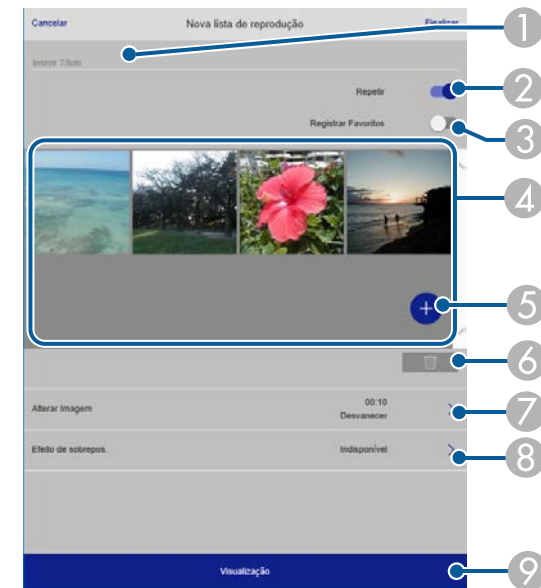 Cancelar Nova lista de reprodução Finalizar
1
Inserir Título
Repetir
2
Registrar Favoritos
3
4
+
5
6
00:10
Alterar Imagem
Desvanecer
7
Efeito de sobrepos. Indisponível
8
Visualização
9